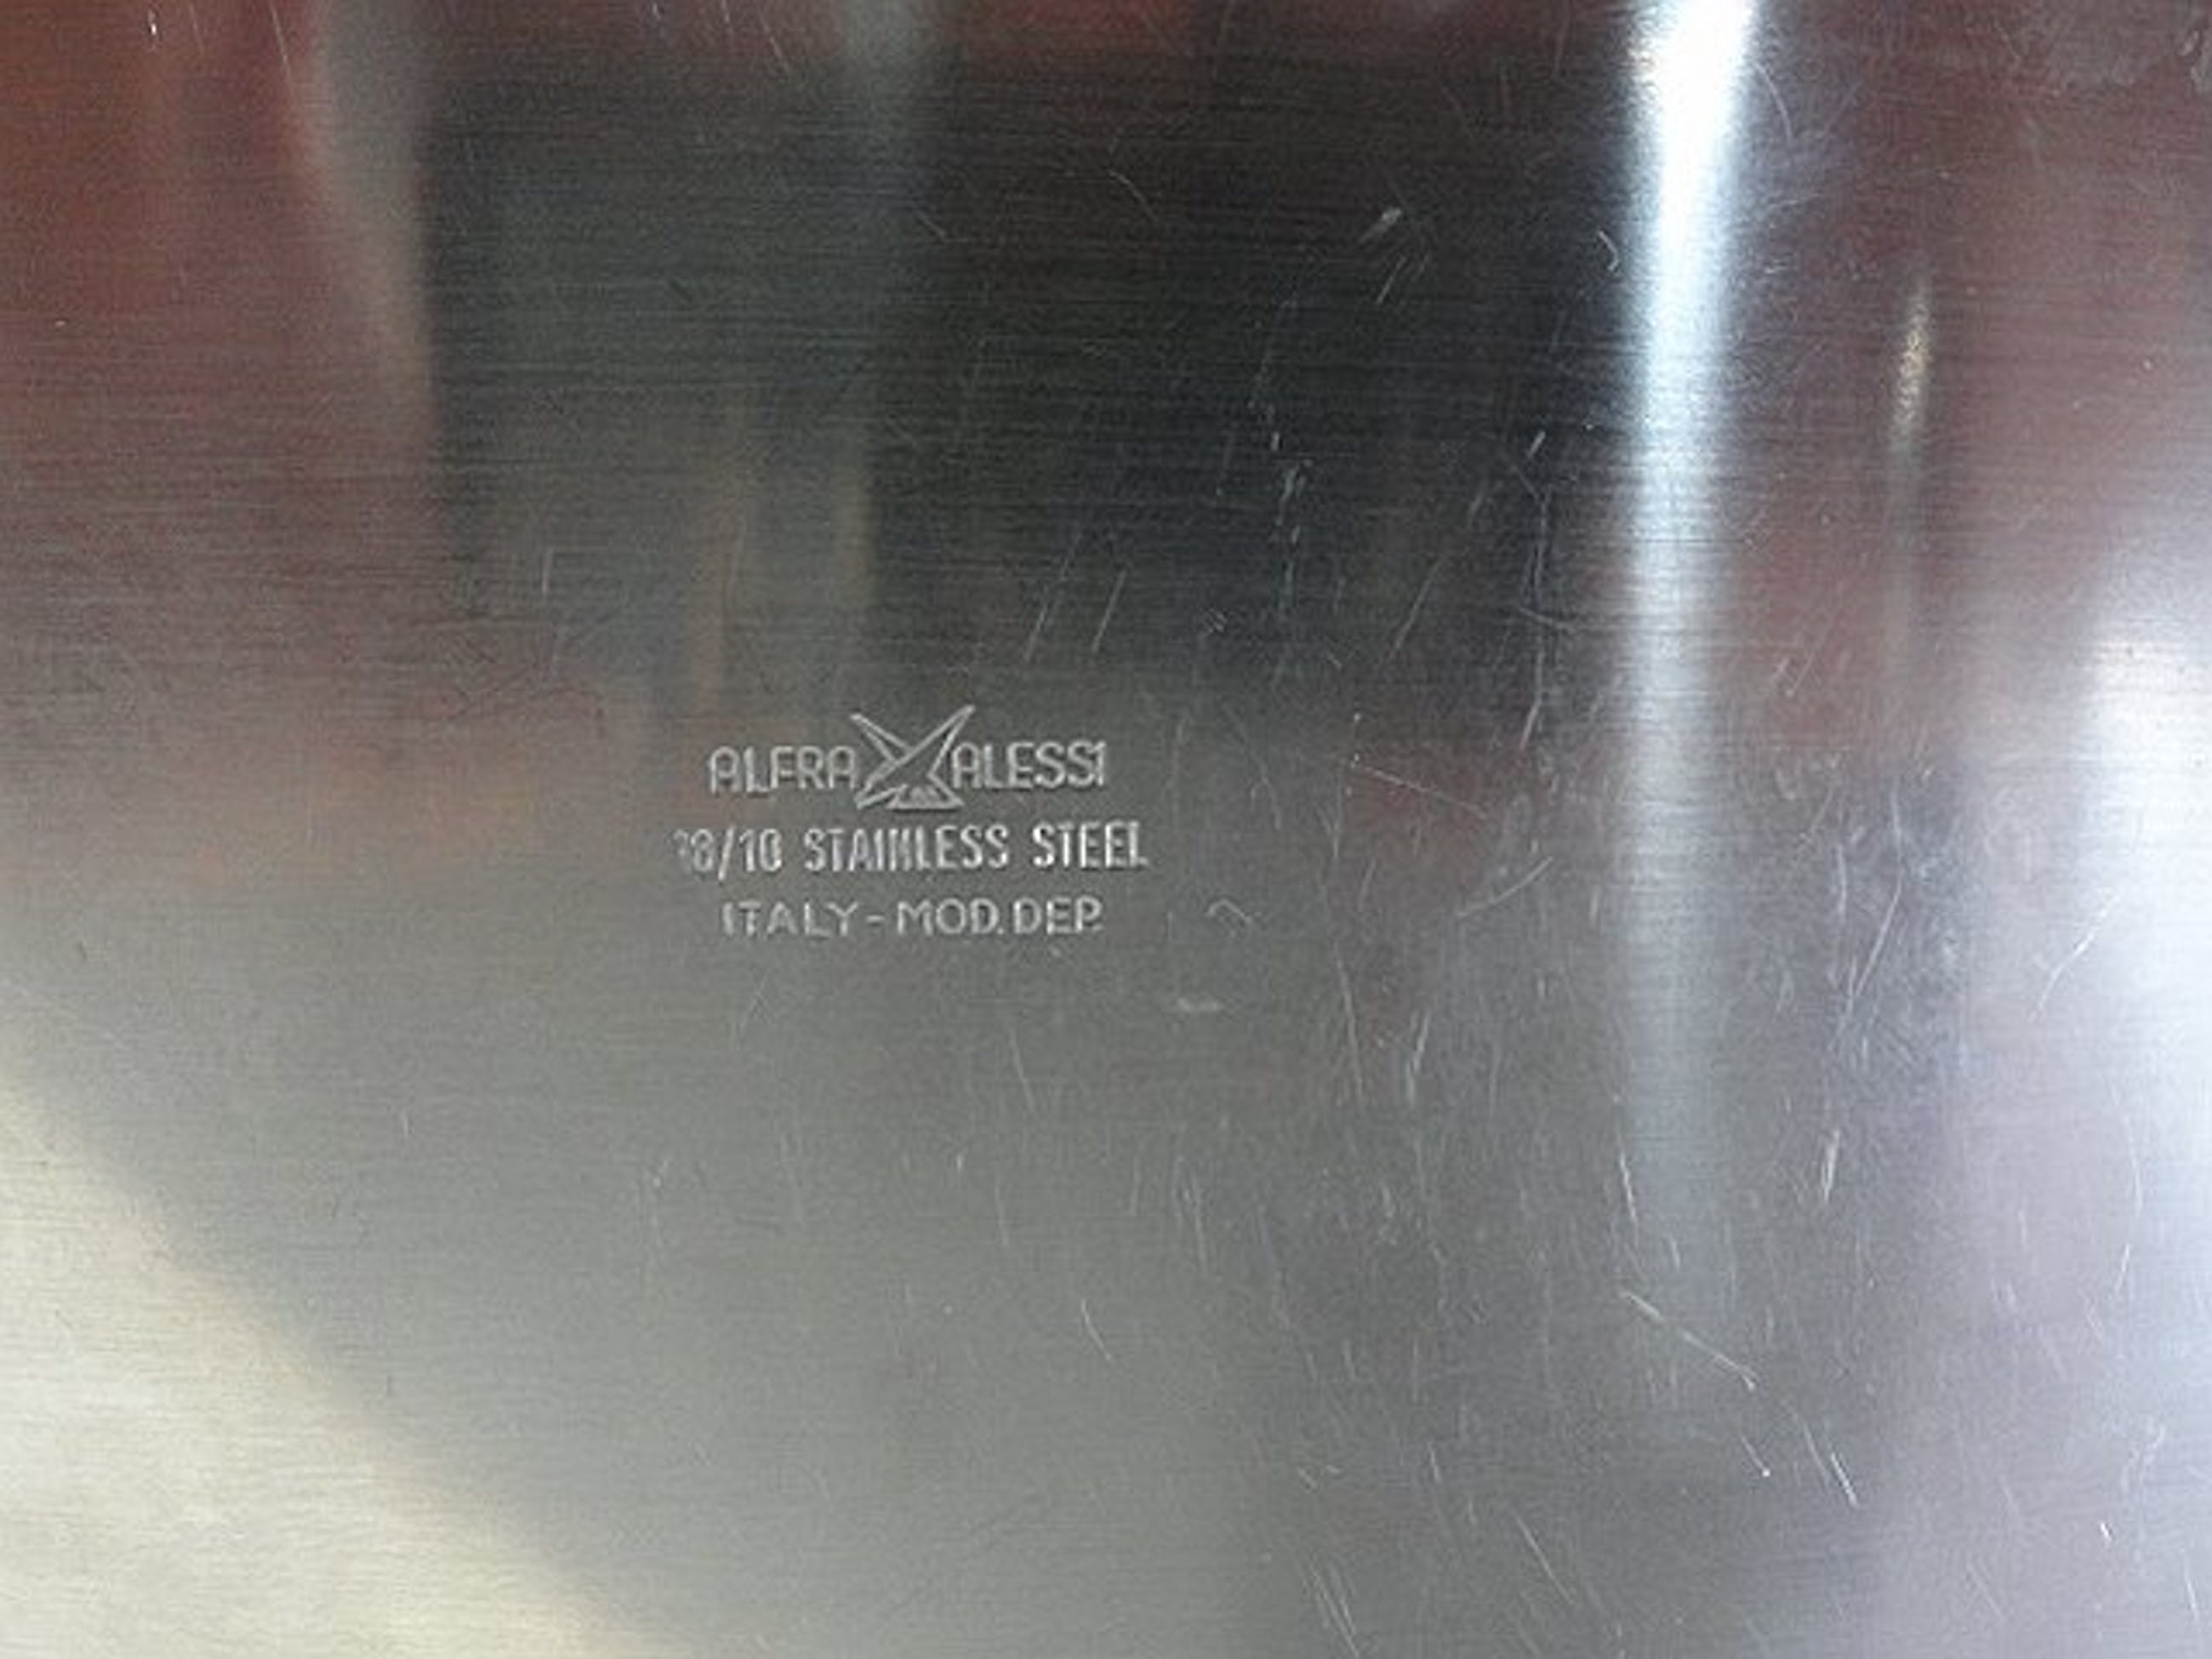 ALFRA ALESSI
18/10 STAINLESS STEEL
ITALY - MOD. DEP.